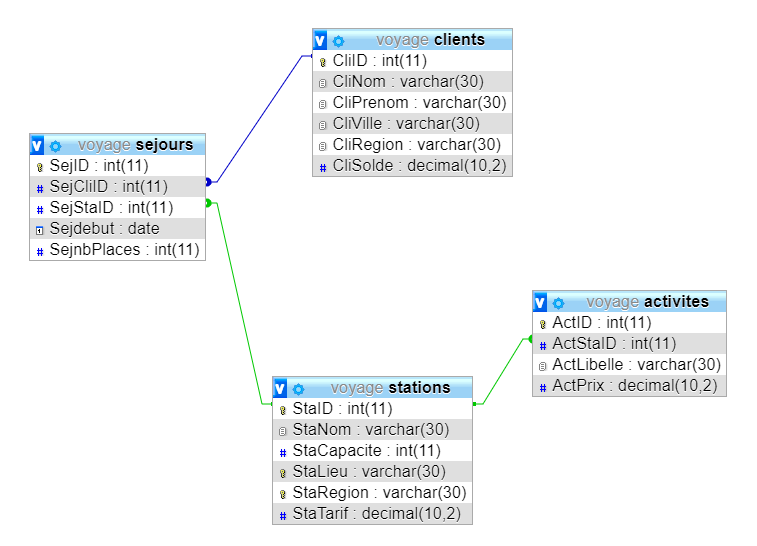 voyage clients
CliID : int(11)
CliNom : varchar(30)
CliPrenom : varchar(30)
CliVille : varchar(30)
CliRegion : varchar(30)
CliSolde : decimal(10,2)
voyage sejours
SejID : int(11)
SejCliID : int(11)
SejStaID : int(11)
Sejdebut : date
SejnbPlaces : int(11)
voyage activites
ActID : int(11)
ActStaID : int(11)
ActLibelle : varchar(30)
ActPrix : decimal(10,2)
voyage stations
StaID : int(11)
StaNom : varchar(30)
StaCapacite : int(11)
StaLieu : varchar(30)
StaRegion : varchar(30)
StaTarif : decimal(10,2)